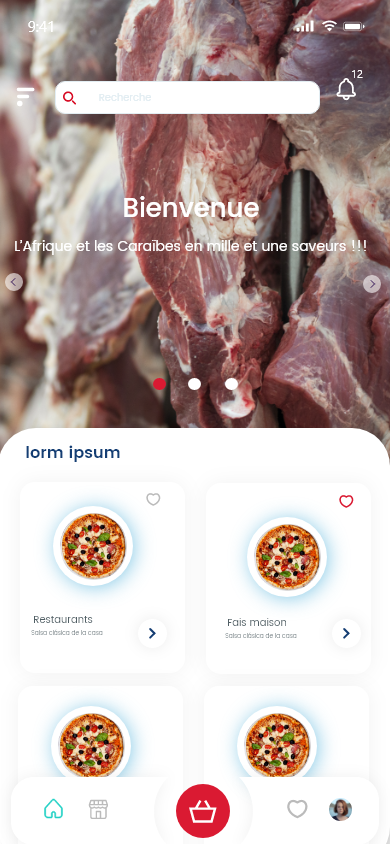 9:41
12
Recherche
Bienvenue
L'Afrique et les Caraïbes en mille et une saveurs !!!
lorm ipsum
Restaurants
Salsa clásica de la casa
Fais maison
Salsa clásica de la casa